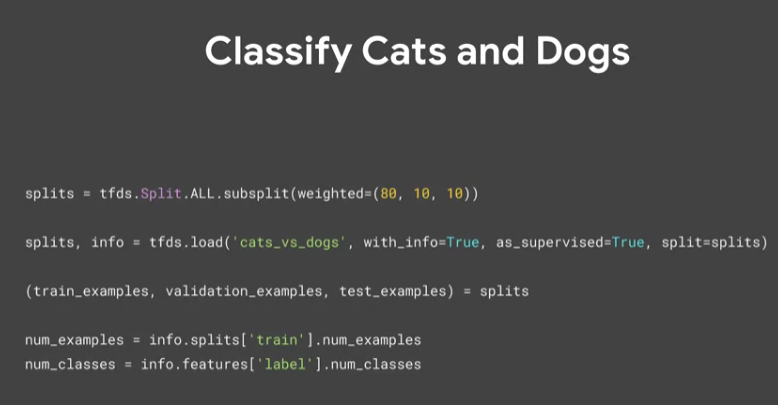 Classify Cats and Dogs
splits = tfds.Split.ALL.subsplit(weighted=(80, 10, 10))
splits, info = tfds.load('cats_vs_dogs', with_info=True, as_supervised=True, split=splits)
(train_examples, validation_examples, test_examples) = splits
num_examples = info.splits['train'].num_examples
num_classes = info.features['label'].num_classes